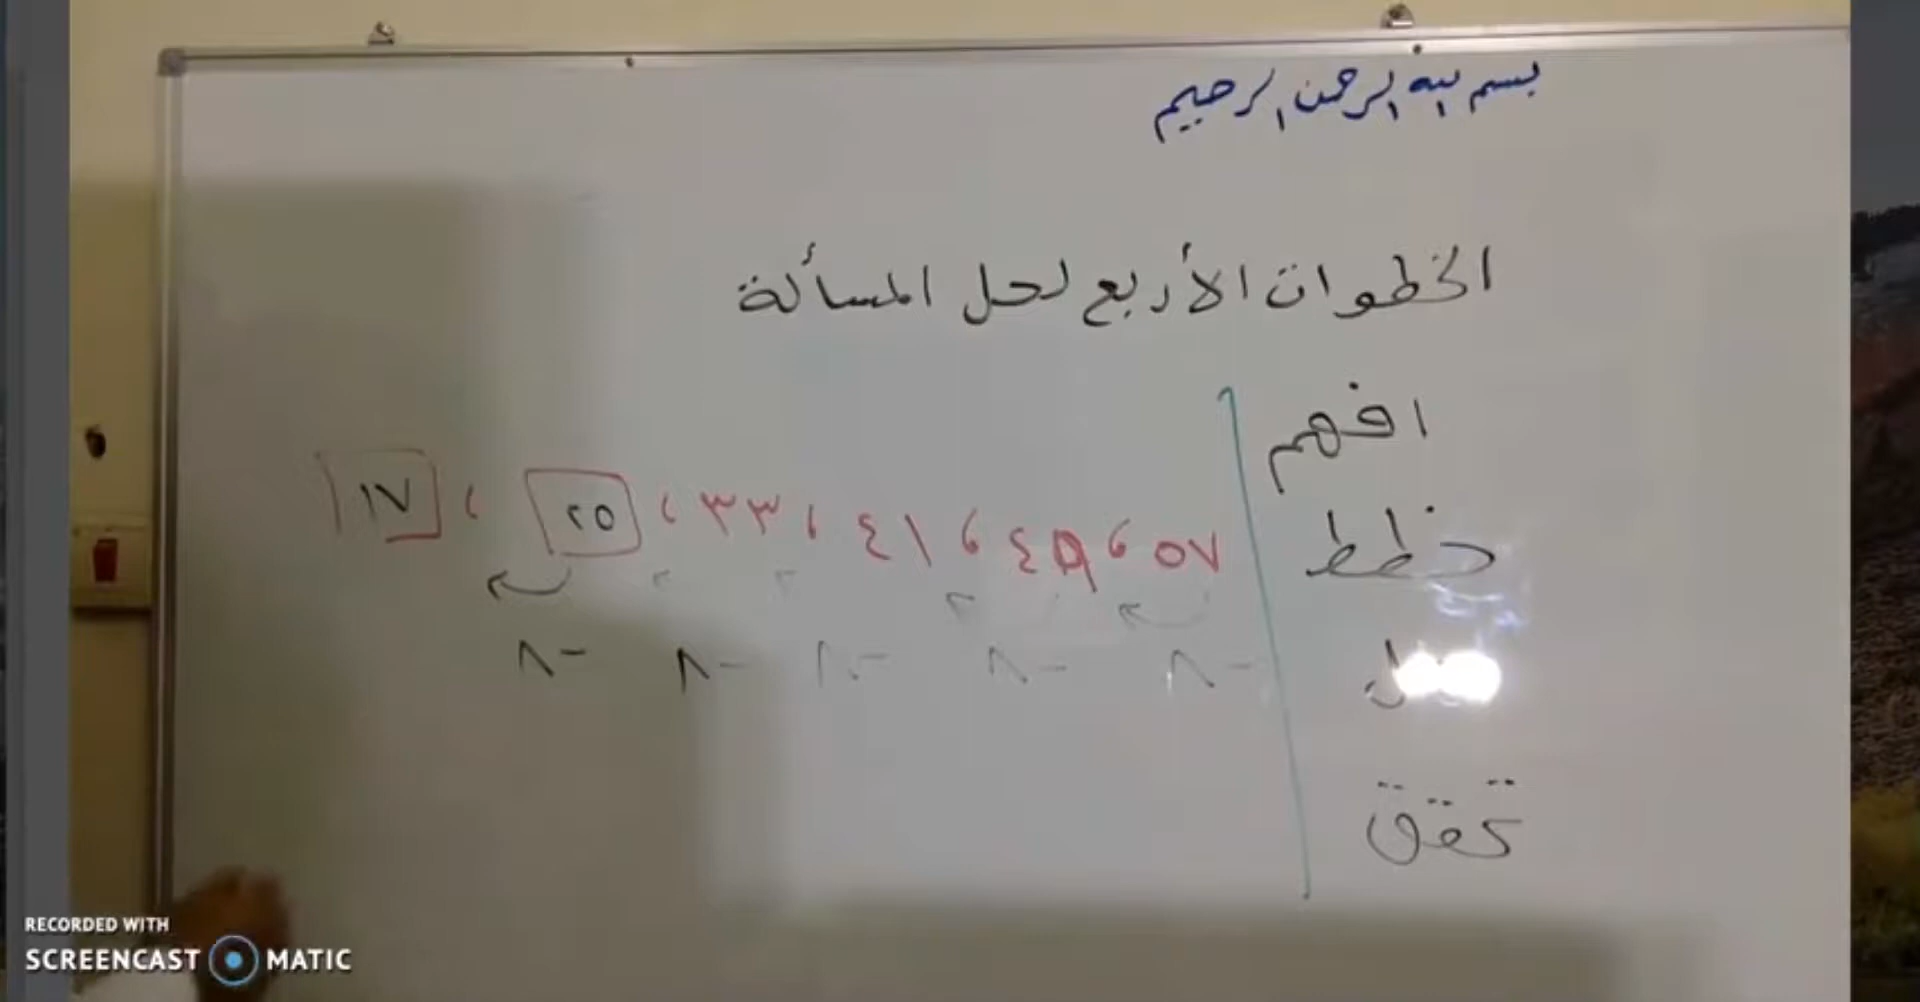 بسم الله الرحمن الرحيم
الخطوات الأربع لحل المسألة
افهم
خطط
تحقق
٥٧ ، ٤٩ ، ٤١ ، ٣٣ ، ٢٥ ، ١٧
-٨ -٨ -٨ -٨ -٨
RECORDED WITH
SCREENCAST MATIC